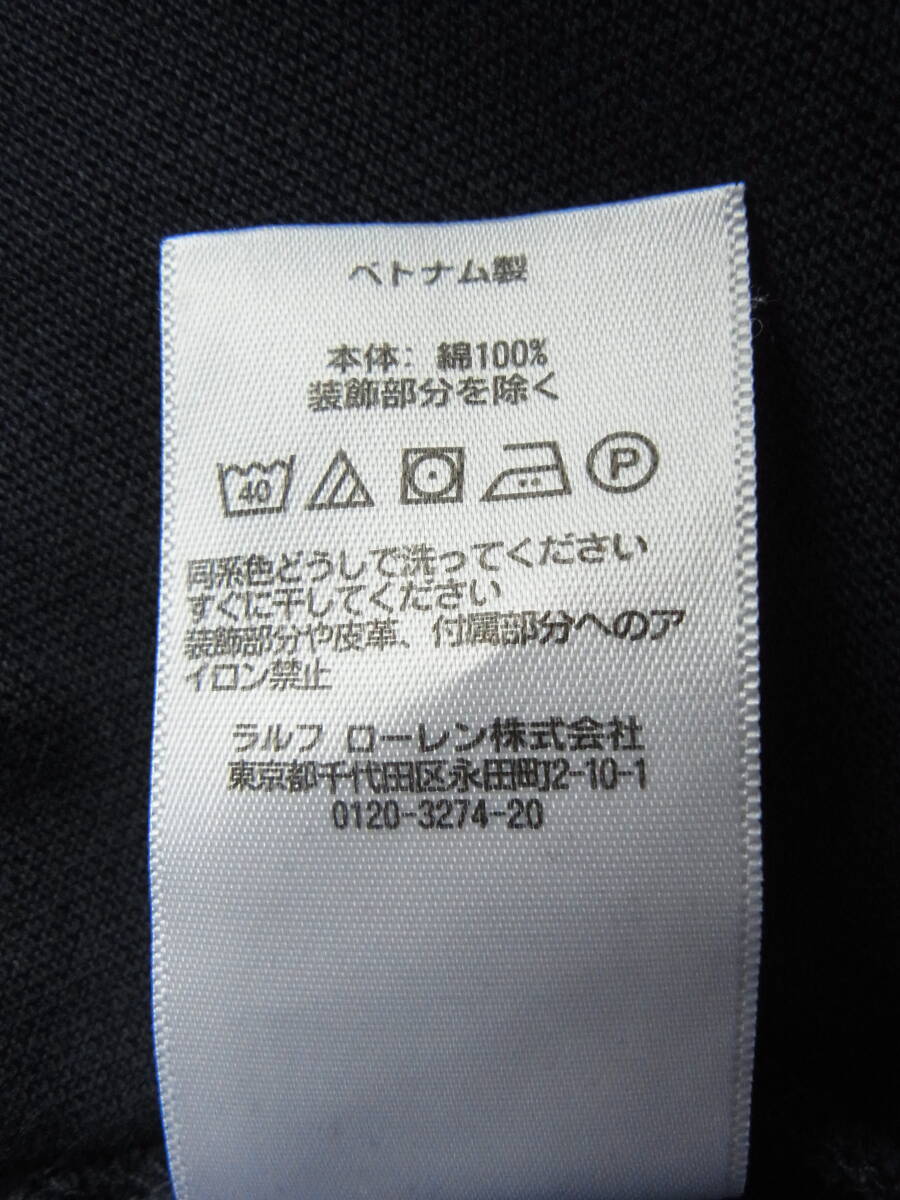 ベトナム製
本体: 綿100%
装飾部分を除く
40 P
同系色どうしで洗ってください
すぐに干してください
装飾部分や皮革、付属部分へのア
イロン禁止
ラルフ ローレン株式会社
東京都千代田区永田町2-10-1
0120-3274-20